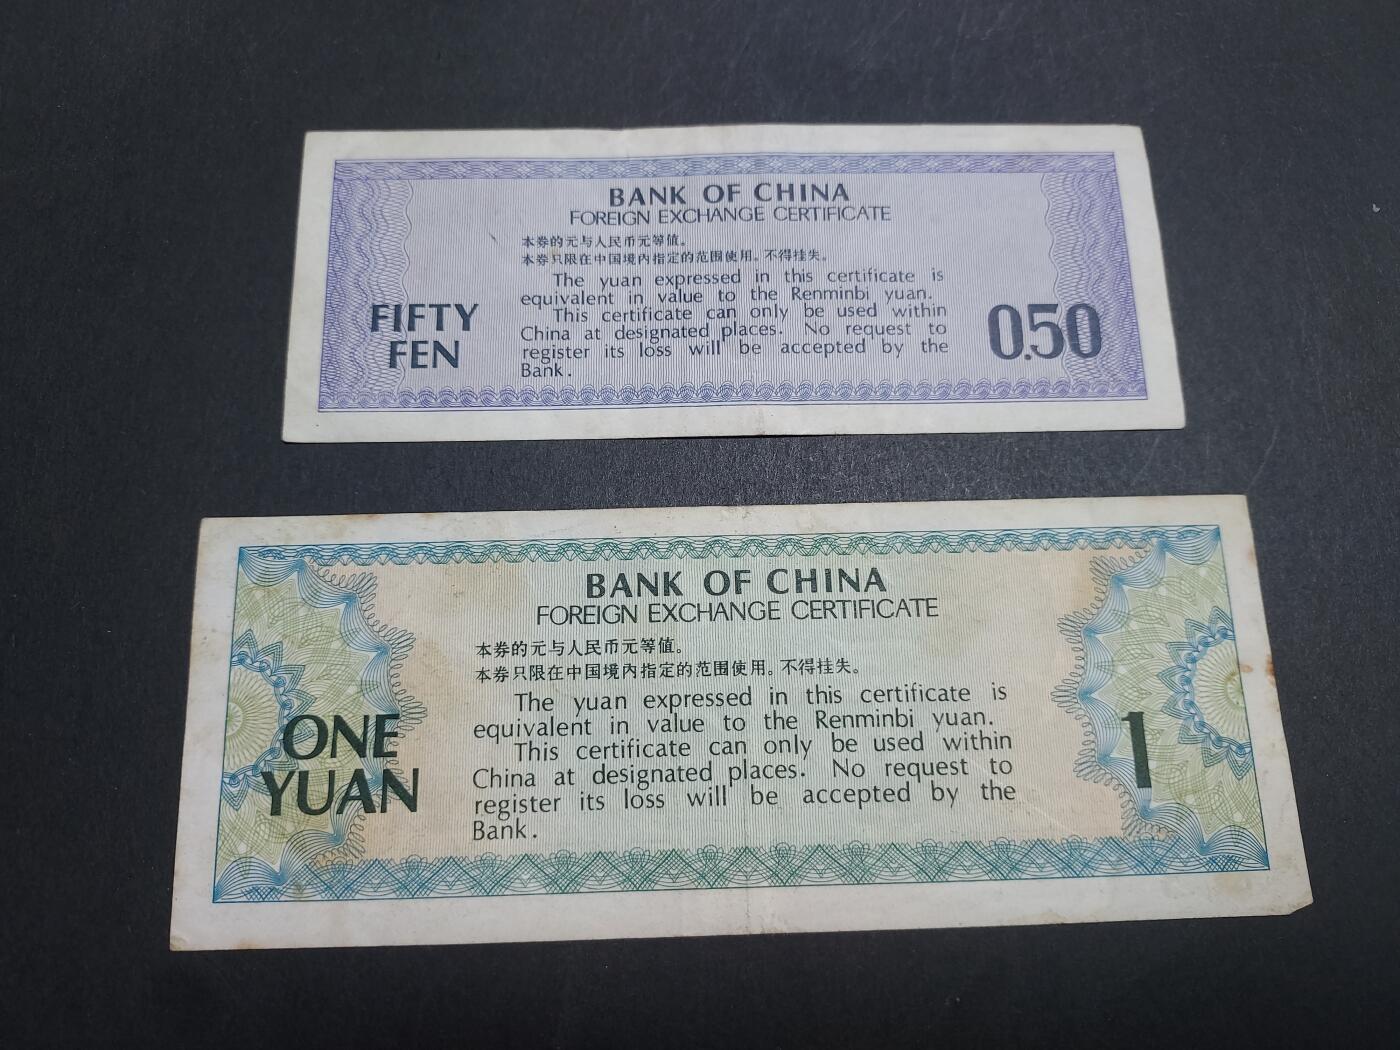 BANK OF CHINA
FOREIGN EXCHANGE CERTIFICATE
本券的元与人民币元等值。
本券只限在中国境内指定的范围使用。不得挂失。
The yuan expressed in this certificate is
equivalent in value to the Renminbi yuan.
This certificate can only be used within
China at designated places. No request to
register its loss will be accepted by the
Bank.
FIFTY
FEN
0.50
BANK OF CHINA
FOREIGN EXCHANGE CERTIFICATE
本券的元与人民币元等值。
本券只限在中国境内指定的范围使用。不得挂失。
The yuan expressed in this certificate is
equivalent in value to the Renminbi yuan.
This certificate can only be used within
China at designated places. No request to
register its loss will be accepted by the
Bank.
ONE
YUAN
1